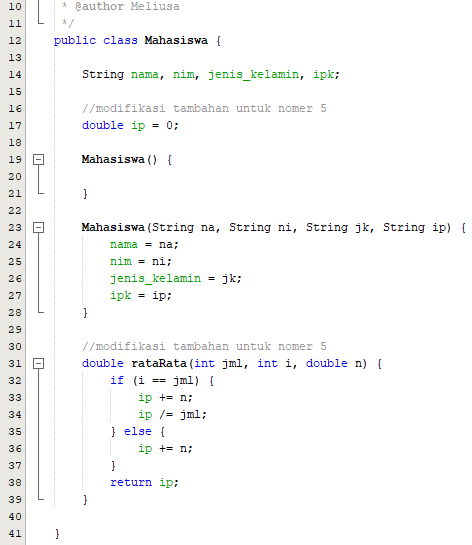 10 * @author Meliusa
11 */
12 public class Mahasiswa {
13
14 String nama, nim, jenis_kelamin, ipk;
15
16 //modifikasi tambahan untuk nomer 5
17 double ip = 0;
18
19 Mahasiswa() {
20
21 }
22
23 Mahasiswa(String na, String ni, String jk, String ip) {
24 nama = na;
25 nim = ni;
26 jenis_kelamin = jk;
27 ipk = ip;
28 }
29
30 //modifikasi tambahan untuk nomer 5
31 double rataRata(int jml, int i, double n) {
32 if (i == jml) {
33 ip += n;
34 ip /= jml;
35 } else {
36 ip += n;
37 }
38 return ip;
39 }
40
41 }